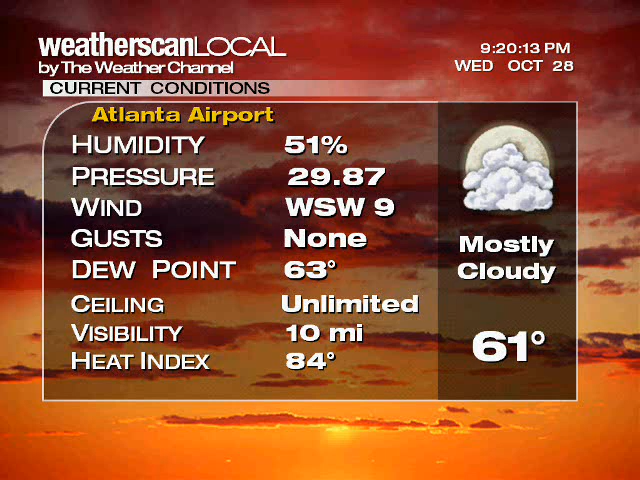 weatherscanLOCAL
by The Weather Channel
9:20:13 PM
WED OCT 28
CURRENT CONDITIONS
Atlanta Airport
HUMIDITY 51%
PRESSURE 29.87
WIND WSW 9
GUSTS None
DEW POINT 63°
CEILING Unlimited
VISIBILITY 10 mi
HEAT INDEX 84°
Mostly
Cloudy
61°